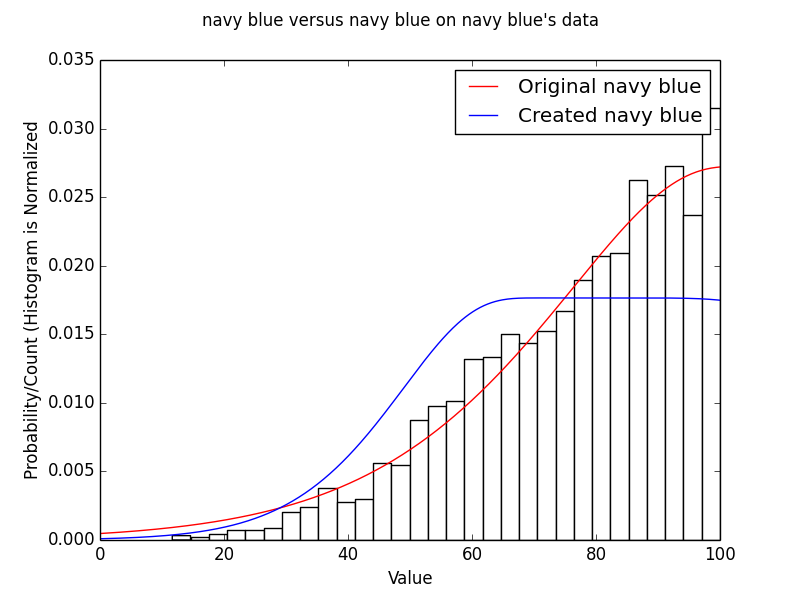 navy blue versus navy blue on navy blue's data
0.035
0.030
0.025
0.020
0.015
0.010
0.005
0.000
Probability/Count (Histogram is Normalized
Original navy blue
Created navy blue
0 20 40 60 80 100
Value